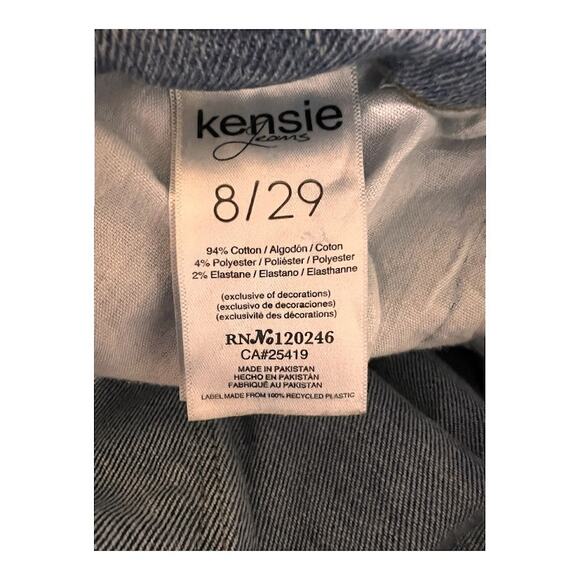 kensie
Jeans
8/29
94% Cotton / Algodón / Coton
4% Polyester / Poliéster / Polyester
2% Elastane / Elastano / Elasthanne
(exclusive of decorations)
(exclusivo de decoraciones)
(exclusivité des décorations)
RN№120246
CA#25419
MADE IN PAKISTAN
HECHO EN PAKISTÁN
FABRIQUÉ AU PAKISTAN
LABEL MADE FROM 100% RECYCLED PLASTIC